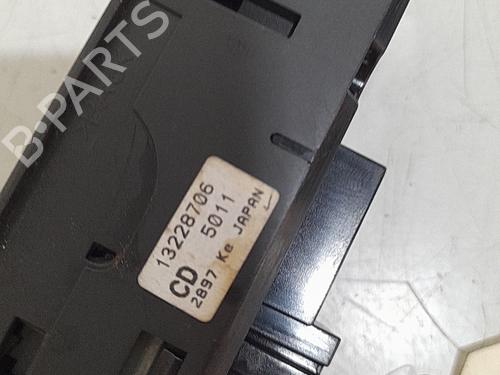 B-PARTS
13228706
CD 5011
2897 Ke JAPAN